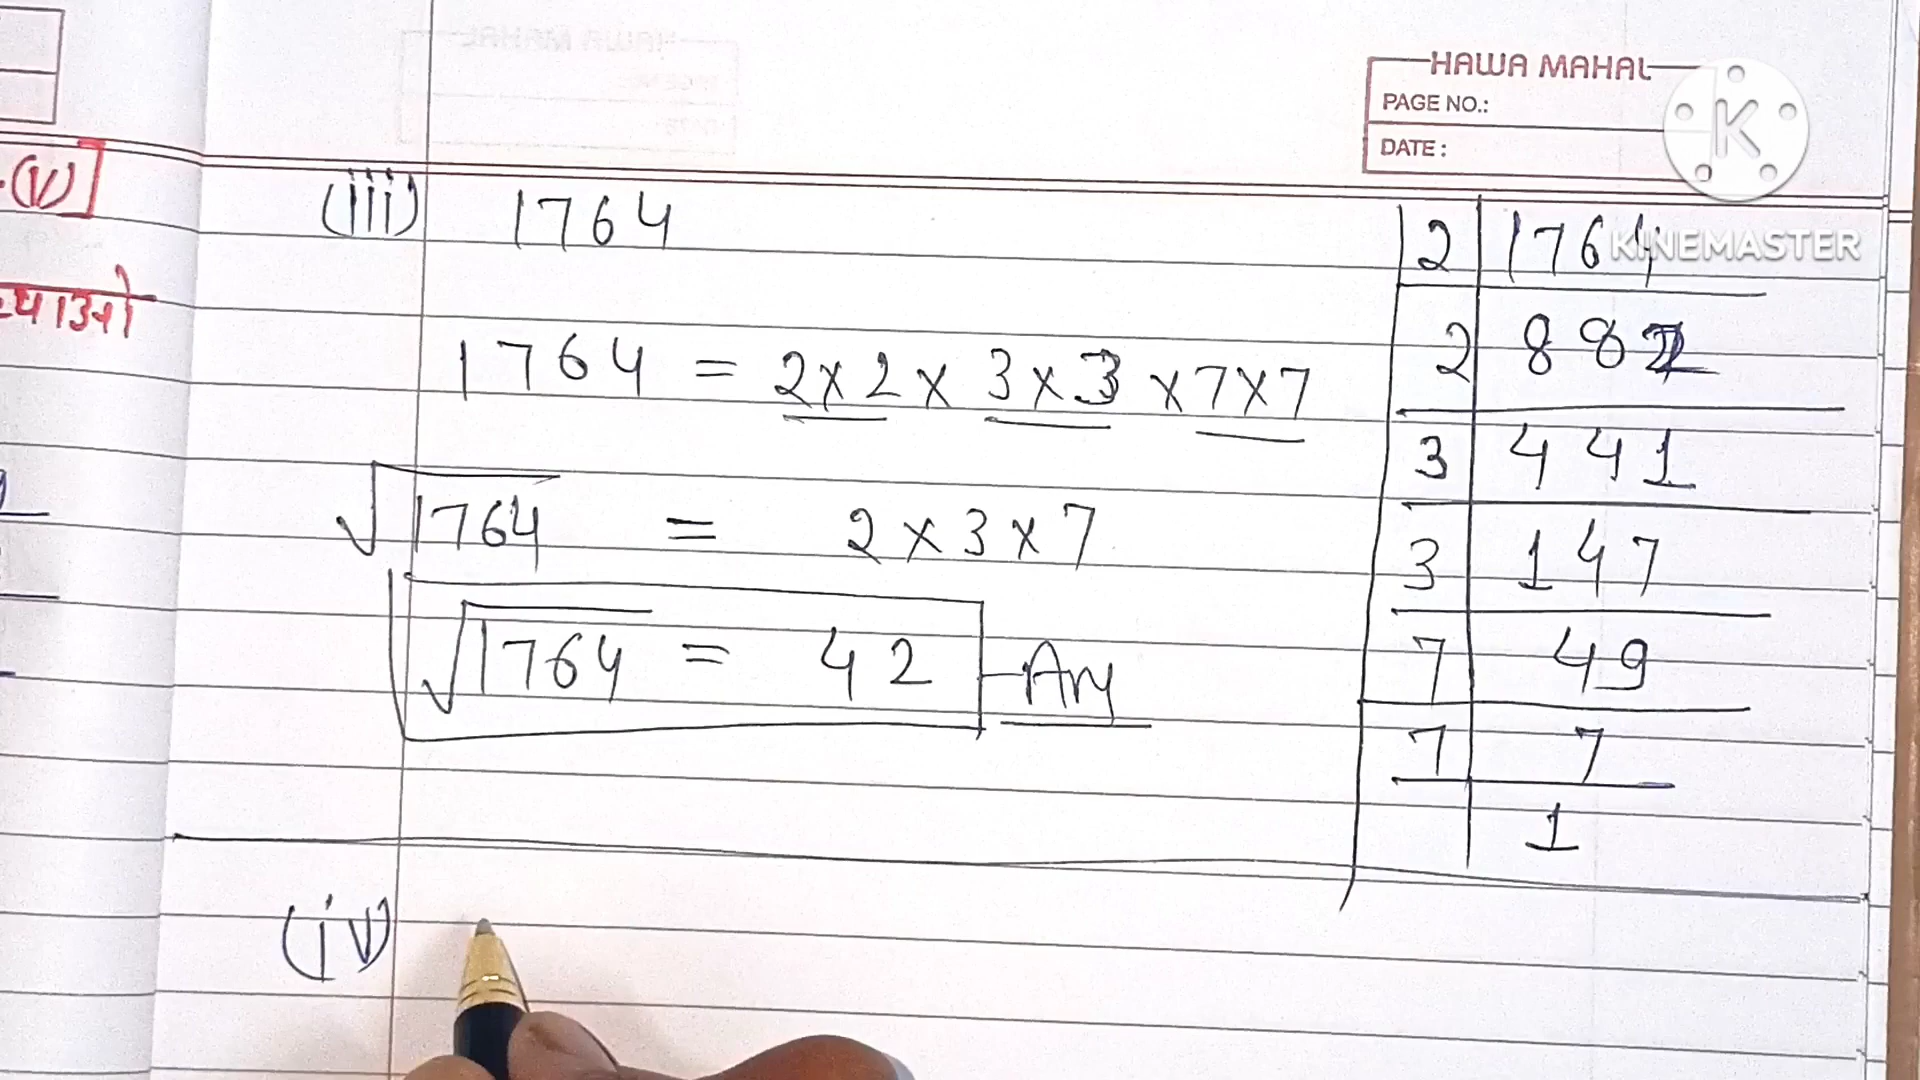 HAWA MAHAL
PAGE NO.:
DATE :
KINEMASTER
(v)]
(iii) 1764
1764 = 2×2 × 3×3 × 7×7
√1764 = 2×3×7
√1764 = 42 Ans
2 | 1764
2 | 882
3 | 441
3 | 147
7 | 49
7 | 7
1
(iv)